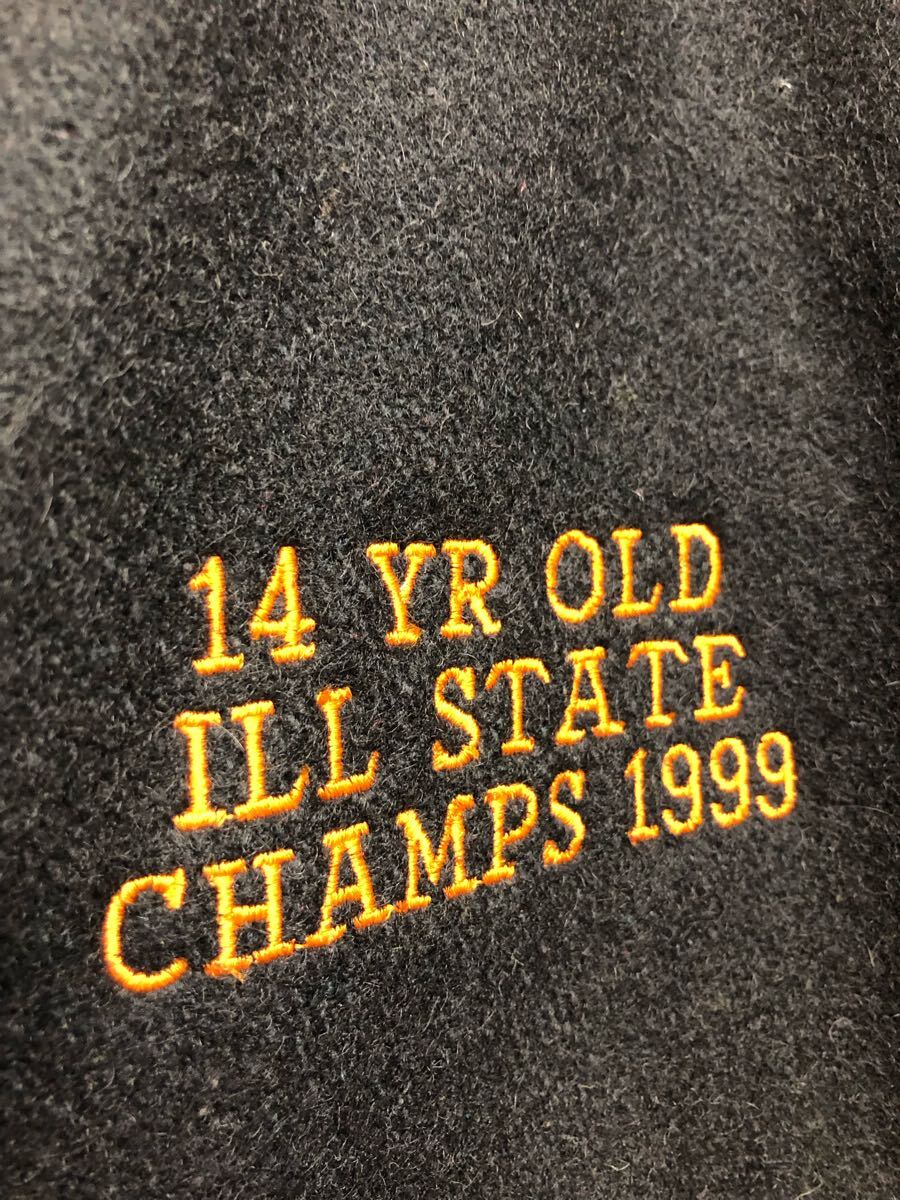 14 YR OLD
ILL STATE
CHAMPS 1999